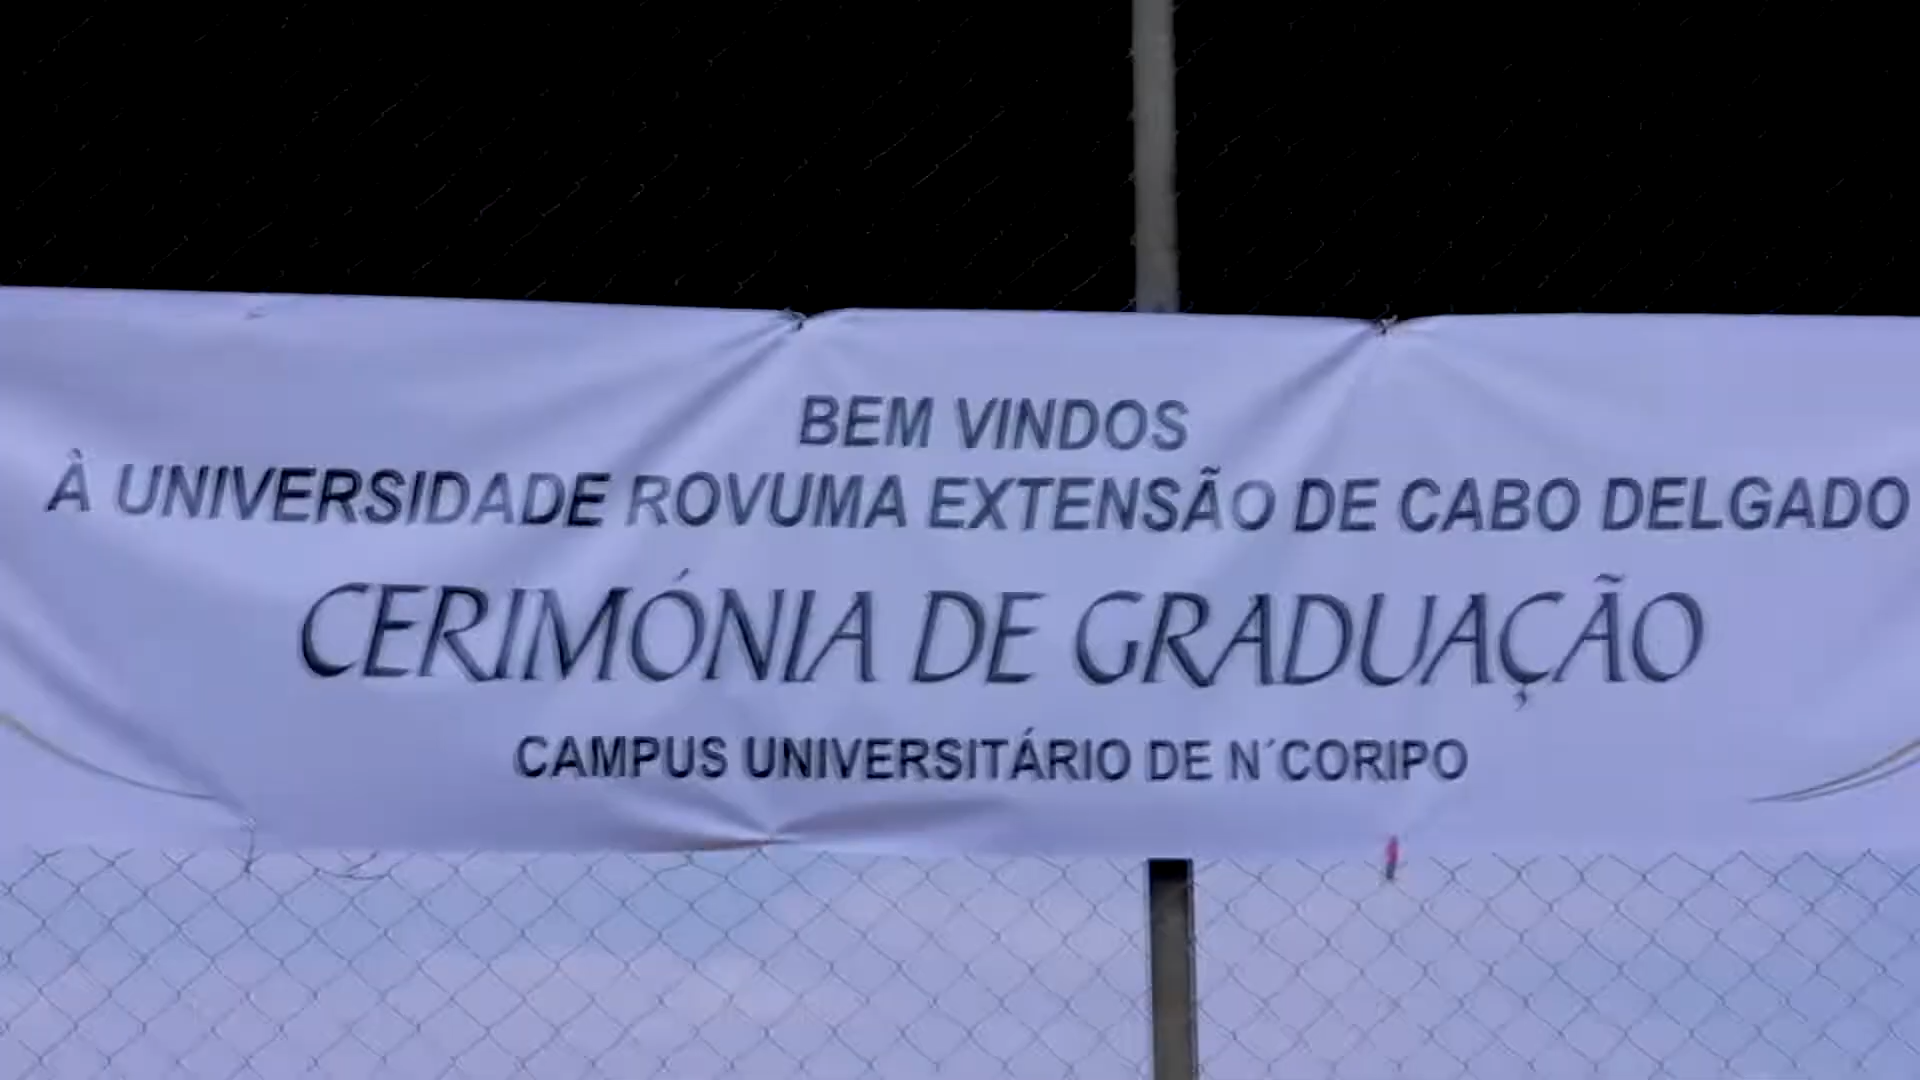 BEM VINDOS
À UNIVERSIDADE ROVUMA EXTENSÃO DE CABO DELGADO
CERIMÓNIA DE GRADUAÇÃO
CAMPUS UNIVERSITÁRIO DE N´CORIPO